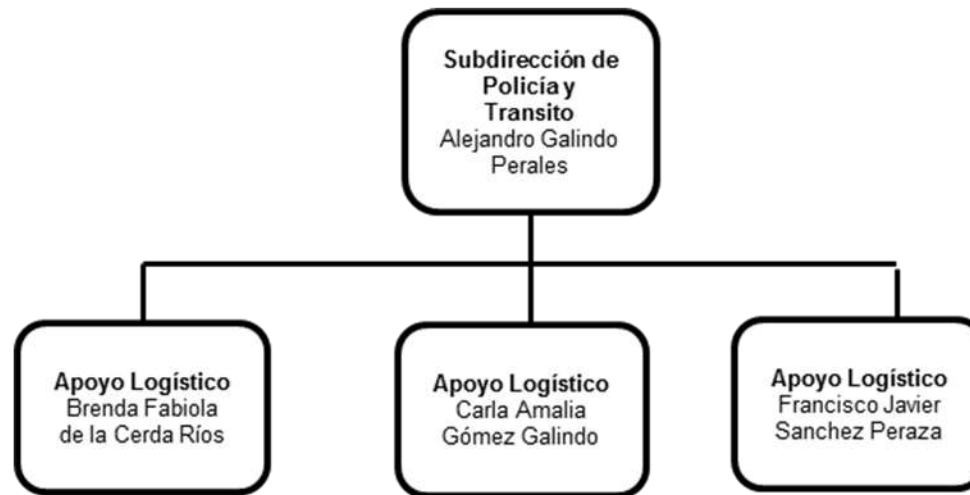 Subdirección de
Policía y
Transito
Alejandro Galindo
Perales
Apoyo Logístico
Brenda Fabiola
de la Cerda Ríos
Apoyo Logístico
Carla Amalia
Gómez Galindo
Apoyo Logístico
Francisco Javier
Sanchez Peraza